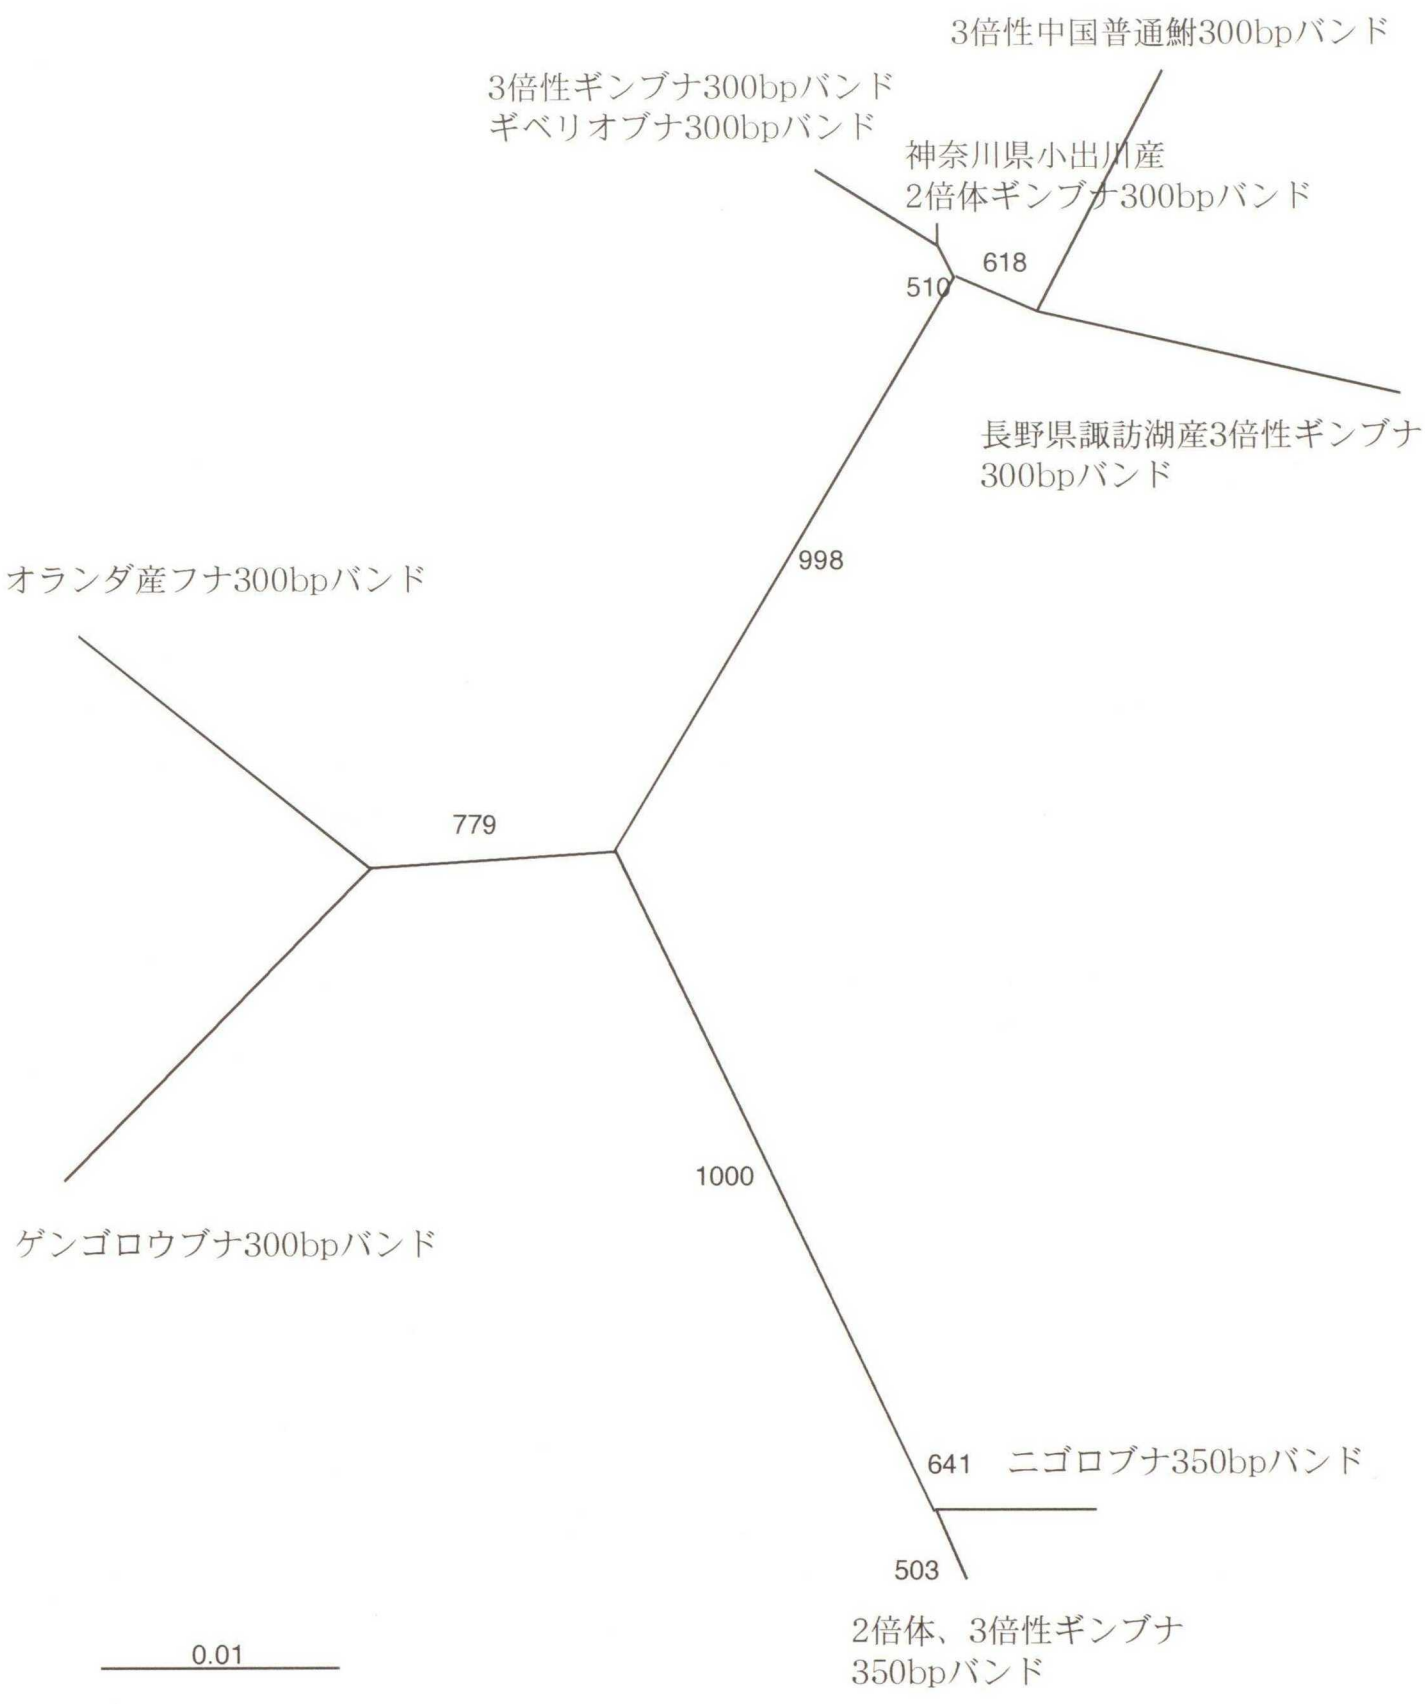 3倍性中国普通鮒300bpバンド
3倍性ギンブナ300bpバンド
ギベリオブナ300bpバンド
神奈川県小出川産
2倍体ギンブナ300bpバンド
618
510
長野県諏訪湖産3倍性ギンブナ
300bpバンド
998
オランダ産フナ300bpバンド
779
1000
ゲンゴロウブナ300bpバンド
641
ニゴロブナ350bpバンド
503
2倍体、3倍性ギンブナ
350bpバンド
0.01